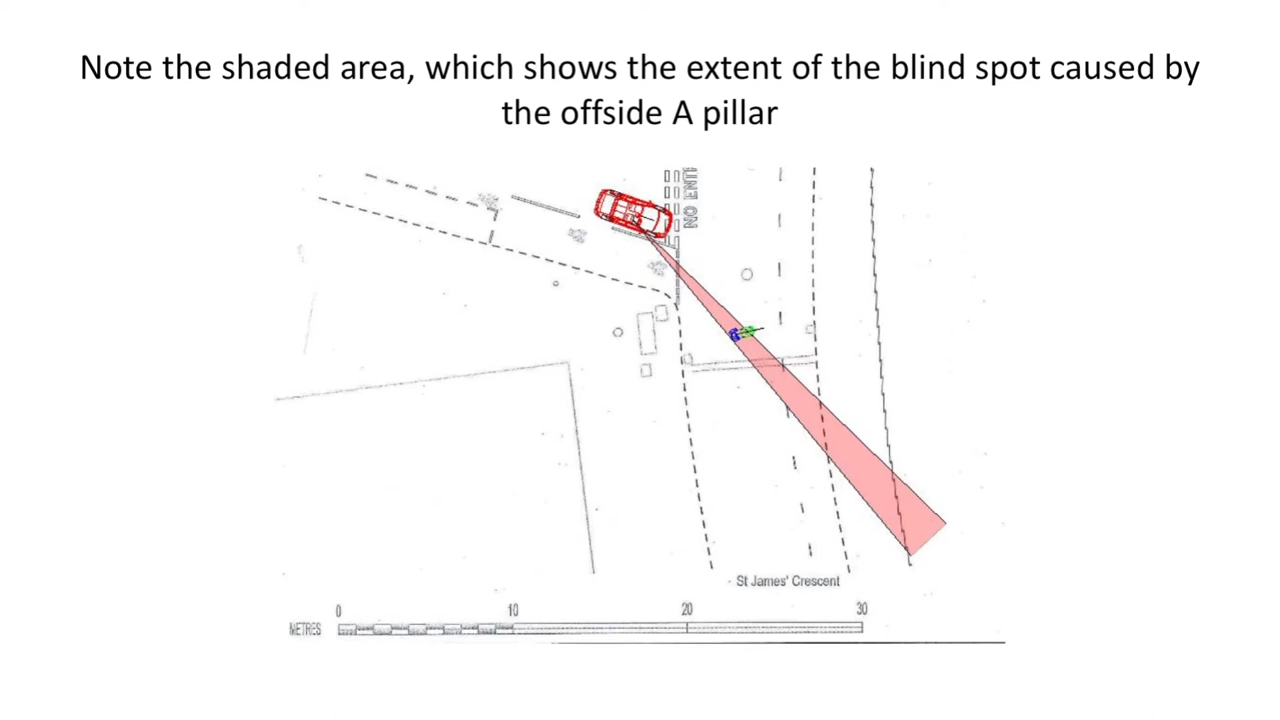 Note the shaded area, which shows the extent of the blind spot caused by
the offside A pillar
NO ENT
St James' Crescent
0 10 20 30
METRES